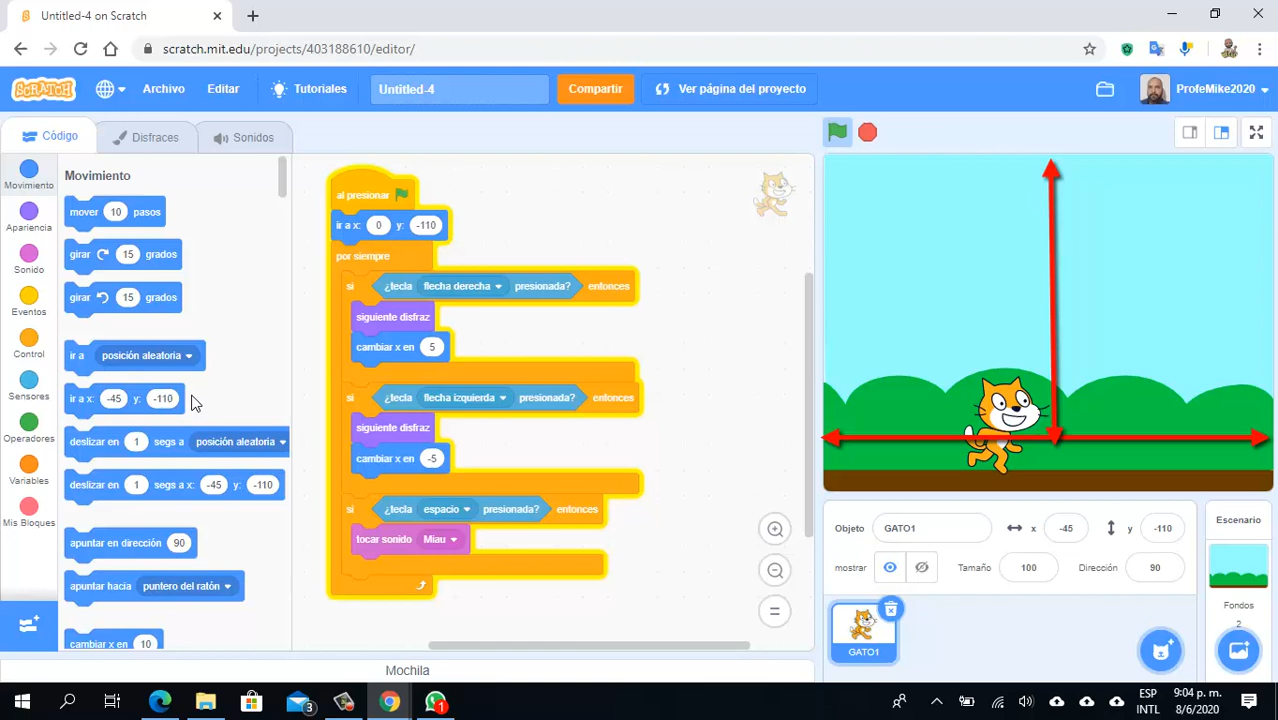 Untitled-4 on Scratch
scratch.mit.edu/projects/403188610/editor/
SCRATCH Archivo Editar Tutoriales Untitled-4 Compartir Ver página del proyecto ProfeMike2020
Código Disfraces Sonidos
Movimiento
Apariencia
Sonido
Eventos
Control
Sensores
Operadores
Variables
Mis Bloques
Movimiento
mover 10 pasos
girar 15 grados
girar 15 grados
ir a posición aleatoria
ir a x: -45 y: -110
deslizar en 1 segs a posición aleatoria
deslizar en 1 segs a x: -45 y: -110
apuntar en dirección 90
apuntar hacia puntero del ratón
cambiar x en 10
al presionar
ir a x: 0 y: -110
por siempre
si ¿tecla flecha derecha presionada? entonces
siguiente disfraz
cambiar x en 5
si ¿tecla flecha izquierda presionada? entonces
siguiente disfraz
cambiar x en -5
si ¿tecla espacio presionada? entonces
tocar sonido Miau
Objeto GATO1 x -45 y -110
mostrar Tamaño 100 Dirección 90
GATO1
Escenario
Fondos
2
Mochila
3
1
ESP
INTL
9:04 p. m.
8/6/2020